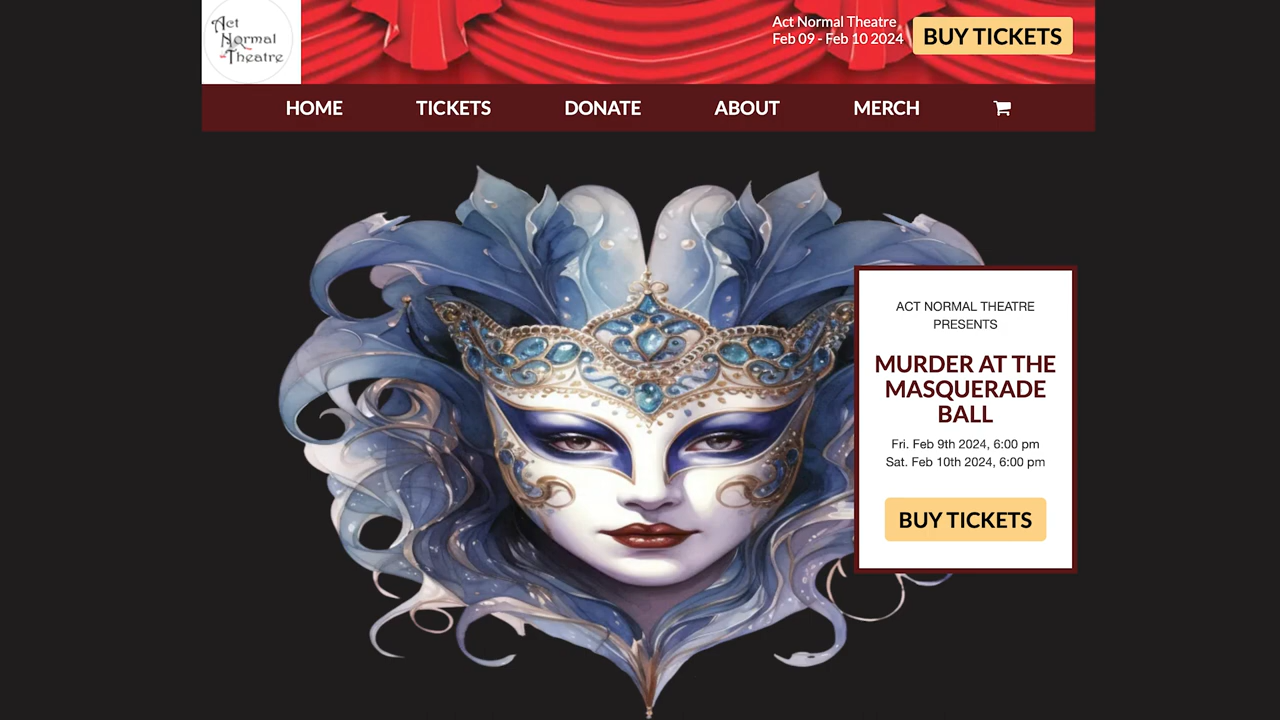 Act
Normal
Theatre
Act Normal Theatre
Feb 09 - Feb 10 2024
BUY TICKETS
HOME
TICKETS
DONATE
ABOUT
MERCH
ACT NORMAL THEATRE
PRESENTS
MURDER AT THE
MASQUERADE
BALL
Fri. Feb 9th 2024, 6:00 pm
Sat. Feb 10th 2024, 6:00 pm
BUY TICKETS